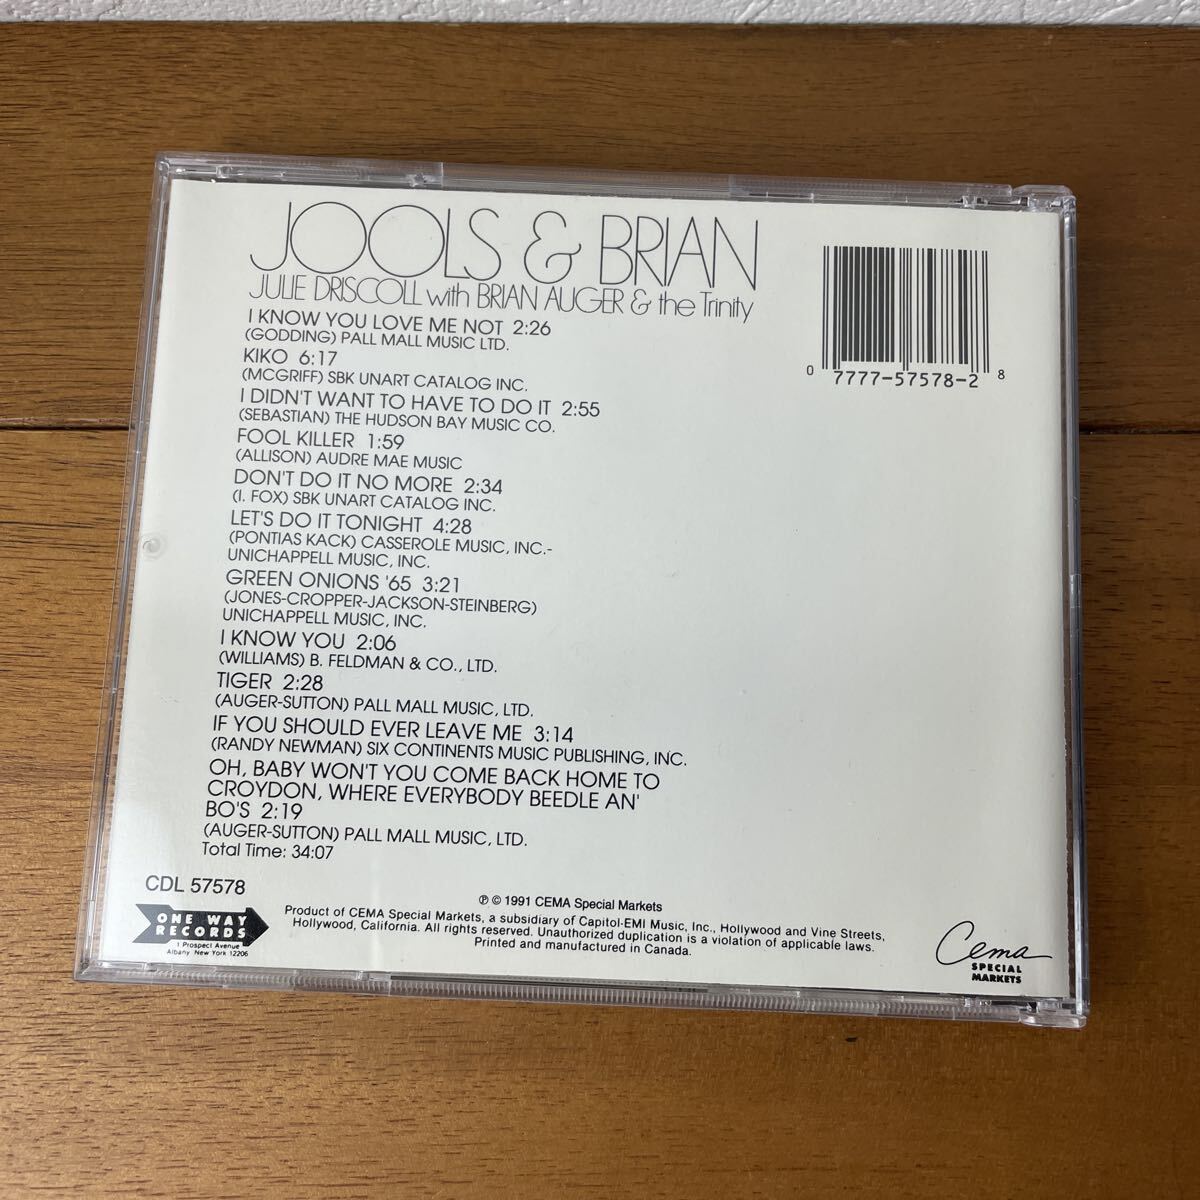 JOOLS & BRIAN
JULIE DRISCOLL with BRIAN AUGER & the Trinity
I KNOW YOU LOVE ME NOT 2:26
(GODDING) PALL MALL MUSIC LTD.
KIKO 6:17
(MCGRIFF) SBK UNART CATALOG INC.
I DIDN'T WANT TO HAVE TO DO IT 2:55
(SEBASTIAN) THE HUDSON BAY MUSIC CO.
FOOL KILLER 1:59
(ALLISON) AUDRE MAE MUSIC
DON'T DO IT NO MORE 2:34
(I. FOX) SBK UNART CATALOG INC.
LET'S DO IT TONIGHT 4:28
(PONTIAS KACK) CASSEROLE MUSIC, INC.-
UNICHAPPELL MUSIC, INC.
GREEN ONIONS '65 3:21
(JONES-CROPPER-JACKSON-STEINBERG)
UNICHAPPELL MUSIC, INC.
I KNOW YOU 2:06
(WILLIAMS) B. FELDMAN & CO., LTD.
TIGER 2:28
(AUGER-SUTTON) PALL MALL MUSIC, LTD.
IF YOU SHOULD EVER LEAVE ME 3:14
(RANDY NEWMAN) SIX CONTINENTS MUSIC PUBLISHING, INC.
OH, BABY WON'T YOU COME BACK HOME TO
CROYDON, WHERE EVERYBODY BEEDLE AN'
BO'S 2:19
(AUGER-SUTTON) PALL MALL MUSIC, LTD.
Total Time: 34:07
0 7777-57578-2 8
CDL 57578
ONE WAY
RECORDS
1 Prospect Avenue
Albany New York 12206
℗ © 1991 CEMA Special Markets
Product of CEMA Special Markets, a subsidiary of Capitol-EMI Music, Inc., Hollywood and Vine Streets,
Hollywood, California. All rights reserved. Unauthorized duplication is a violation of applicable laws.
Printed and manufactured in Canada.
Cema
SPECIAL
MARKETS